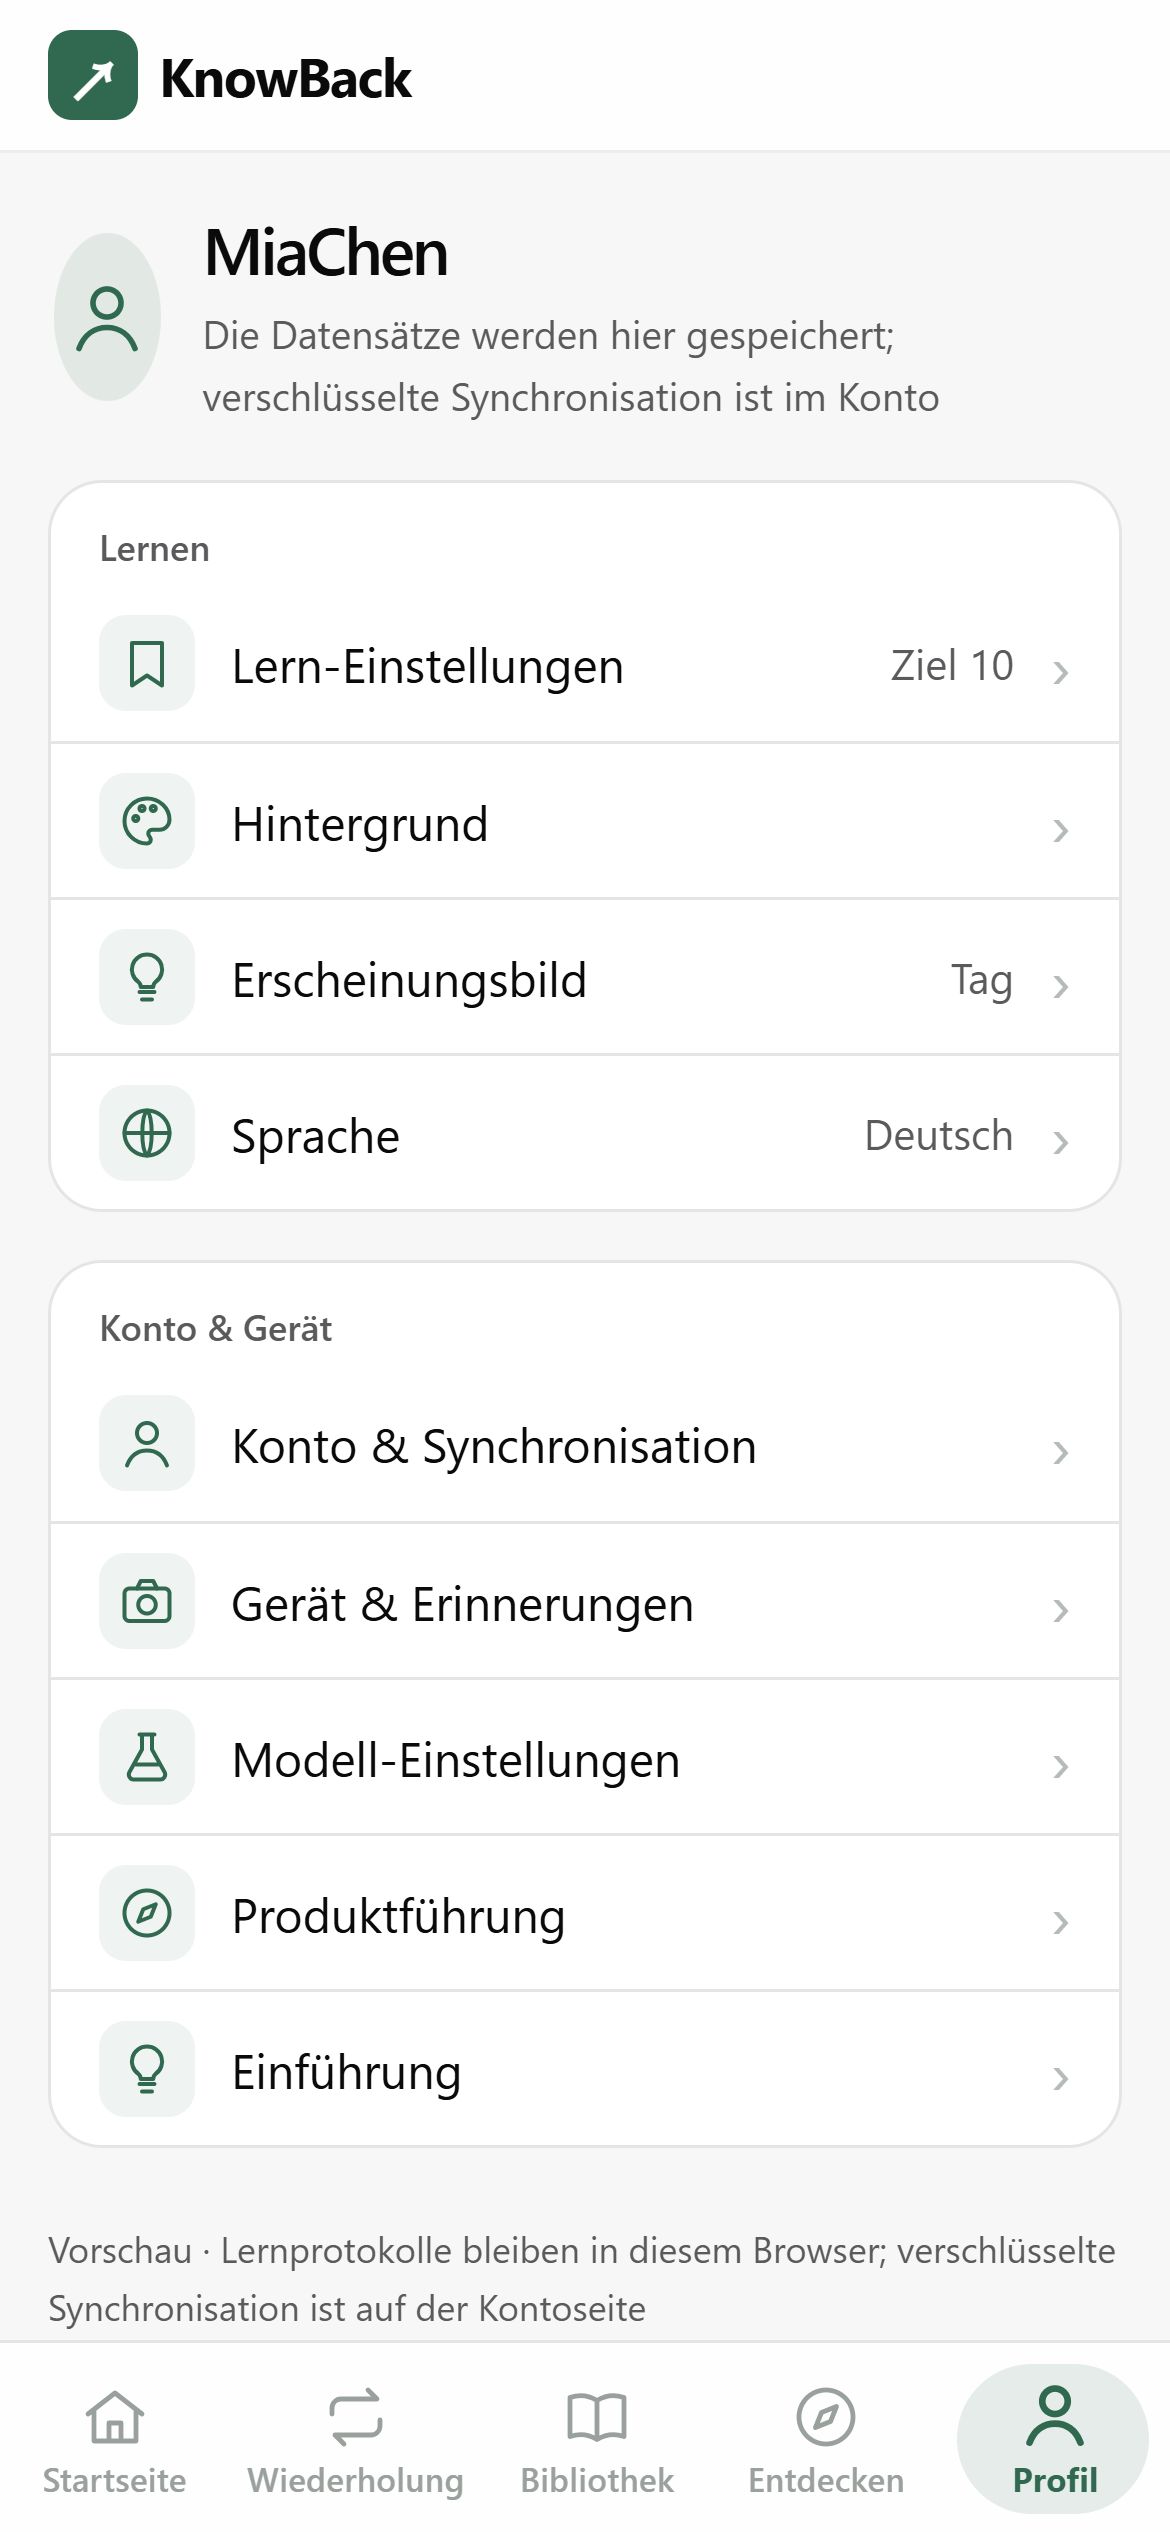 KnowBack
MiaChen
Die Datensätze werden hier gespeichert;
verschlüsselte Synchronisation ist im Konto
Lernen
Lern-Einstellungen Ziel 10
Hintergrund
Erscheinungsbild Tag
Sprache Deutsch
Konto & Gerät
Konto & Synchronisation
Gerät & Erinnerungen
Modell-Einstellungen
Produktführung
Einführung
Vorschau · Lernprotokolle bleiben in diesem Browser; verschlüsselte
Synchronisation ist auf der Kontoseite
Startseite Wiederholung Bibliothek Entdecken Profil